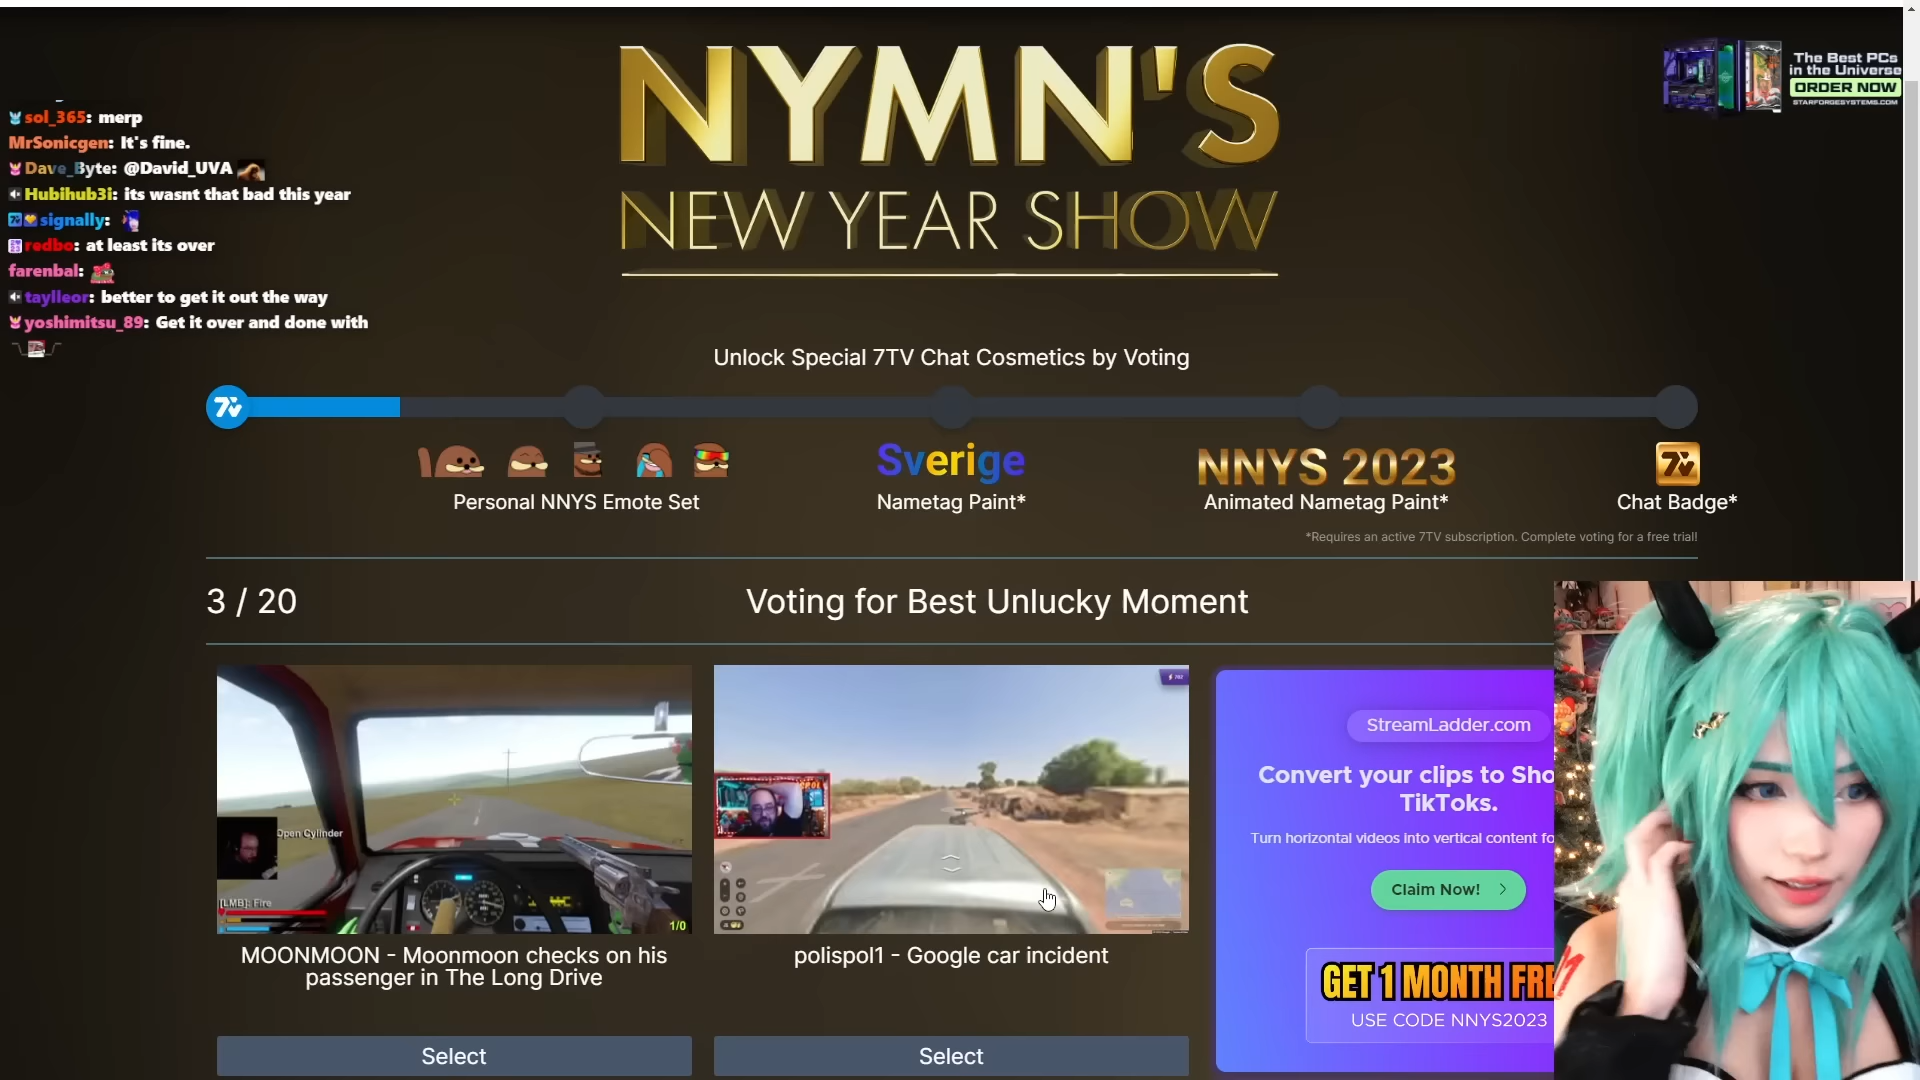 NYMN'S
NEW YEAR SHOW
The Best PCs
in the Universe
ORDER NOW
STARFORGESYSTEMS.COM
sol_365: merp
MrSonicgen: It's fine.
Dave_Byte: @David_UVA
Hubihub3i: its wasnt that bad this year
signally:
redbo: at least its over
farenbal:
taylleor: better to get it out the way
yoshimitsu_89: Get it over and done with
Unlock Special 7TV Chat Cosmetics by Voting
Personal NNYS Emote Set
Sverige
Nametag Paint*
NNYS 2023
Animated Nametag Paint*
Chat Badge*
*Requires an active 7TV subscription. Complete voting for a free trial!
3 / 20
Voting for Best Unlucky Moment
Open Cylinder
[LMB]: Fire
1/0
MOONMOON - Moonmoon checks on his
passenger in The Long Drive
Select
polispol1 - Google car incident
Select
StreamLadder.com
Convert your clips to Sho
TikToks.
Turn horizontal videos into vertical content fo
Claim Now!
GET 1 MONTH FRE
USE CODE NNYS2023